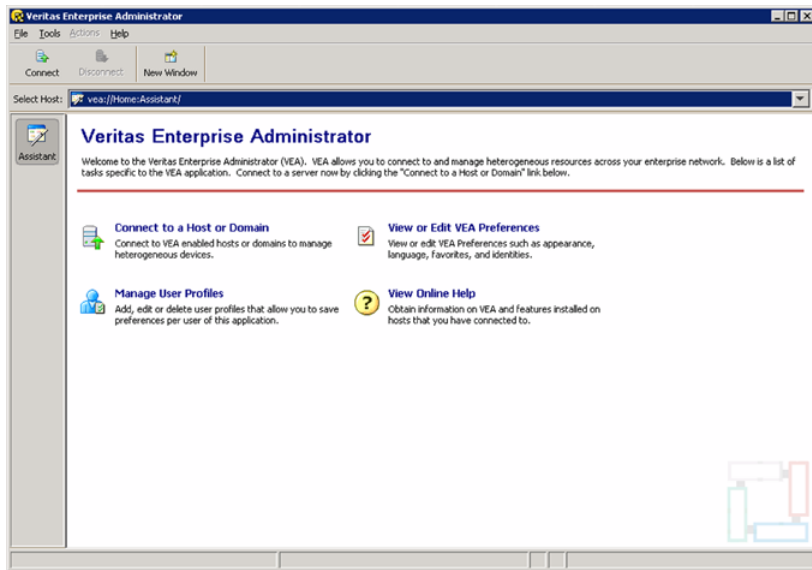 Veritas Enterprise Administrator
File Tools Actions Help
Connect Disconnect New Window
Select Host: vea://Home:Assistant/
Assistant
Veritas Enterprise Administrator
Welcome to the Veritas Enterprise Administrator (VEA). VEA allows you to connect to and manage heterogeneous resources across your enterprise network. Below is a list of
tasks specific to the VEA application. Connect to a server now by clicking the "Connect to a Host or Domain" link below.
Connect to a Host or Domain
Connect to VEA enabled hosts or domains to manage
heterogeneous devices.
View or Edit VEA Preferences
View or edit VEA Preferences such as appearance,
language, favorites, and identities.
Manage User Profiles
Add, edit or delete user profiles that allow you to save
preferences per user of this application.
View Online Help
Obtain information on VEA and features installed on
hosts that you have connected to.